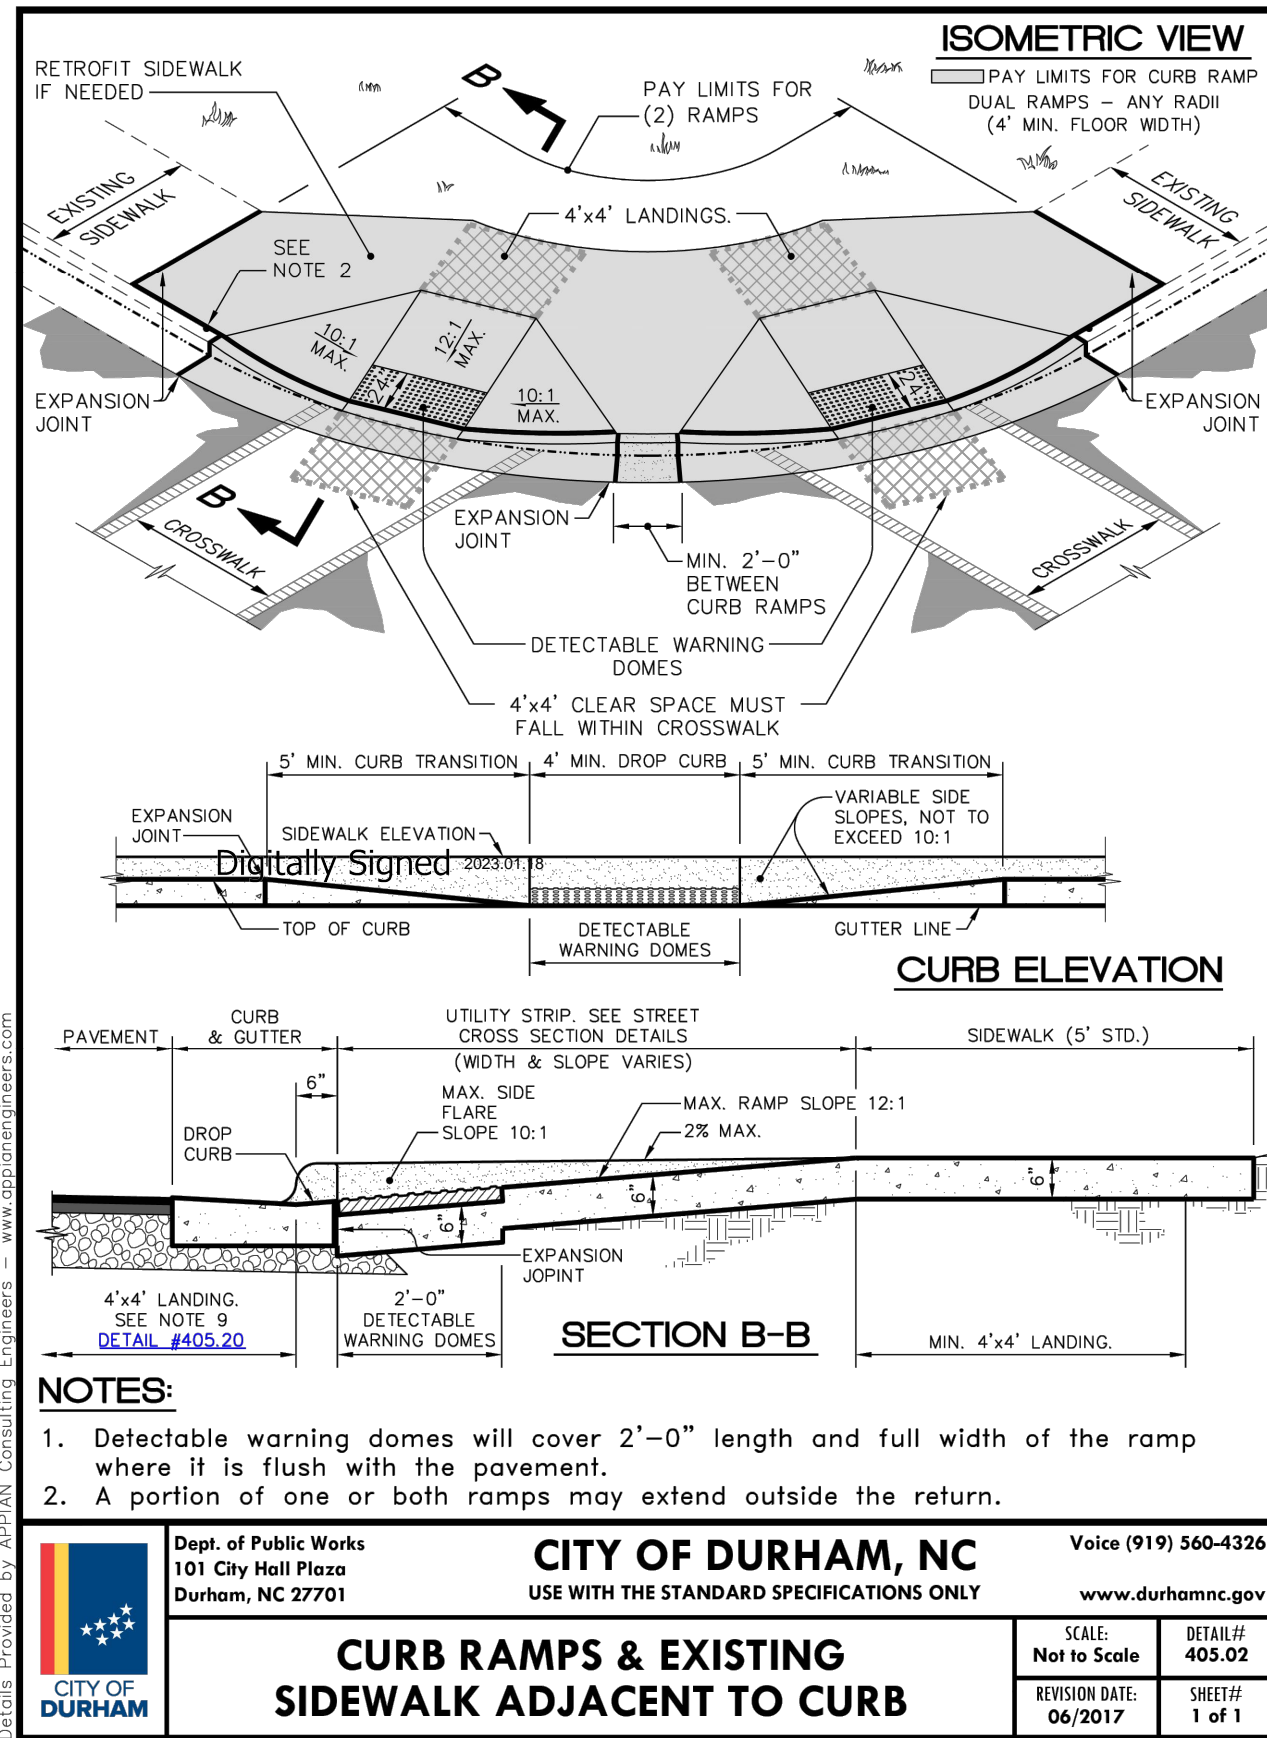 ISOMETRIC VIEW
PAY LIMITS FOR CURB RAMP
DUAL RAMPS – ANY RADII
(4' MIN. FLOOR WIDTH)
RETROFIT SIDEWALK
IF NEEDED
B
PAY LIMITS FOR
(2) RAMPS
EXISTING
SIDEWALK
EXISTING
SIDEWALK
4'x4' LANDINGS.
SEE
NOTE 2
10:1
MAX.
12:1
MAX.
24"
10:1
MAX.
24"
EXPANSION
JOINT
EXPANSION
JOINT
B
CROSSWALK
EXPANSION
JOINT
CROSSWALK
MIN. 2'–0"
BETWEEN
CURB RAMPS
DETECTABLE WARNING
DOMES
4'x4' CLEAR SPACE MUST
FALL WITHIN CROSSWALK
5' MIN. CURB TRANSITION
4' MIN. DROP CURB
5' MIN. CURB TRANSITION
EXPANSION
JOINT
SIDEWALK ELEVATION
VARIABLE SIDE
SLOPES, NOT TO
EXCEED 10:1
Digitally Signed 2023.01.18
TOP OF CURB
DETECTABLE
WARNING DOMES
GUTTER LINE
CURB ELEVATION
PAVEMENT
CURB
& GUTTER
UTILITY STRIP. SEE STREET
CROSS SECTION DETAILS
(WIDTH & SLOPE VARIES)
SIDEWALK (5' STD.)
6"
MAX. SIDE
FLARE
SLOPE 10:1
MAX. RAMP SLOPE 12:1
2% MAX.
DROP
CURB
6"
6"
6"
EXPANSION
JOPINT
4'x4' LANDING.
SEE NOTE 9
DETAIL #405.20
2'–0"
DETECTABLE
WARNING DOMES
SECTION B–B
MIN. 4'x4' LANDING.
NOTES:
1. Detectable warning domes will cover 2'–0" length and full width of the ramp
where it is flush with the pavement.
2. A portion of one or both ramps may extend outside the return.
Details Provided by APPIAN Consulting Engineers – www.appianengineers.com
CITY OF
DURHAM
Dept. of Public Works
101 City Hall Plaza
Durham, NC 27701
CITY OF DURHAM, NC
USE WITH THE STANDARD SPECIFICATIONS ONLY
Voice (919) 560-4326
www.durhamnc.gov
CURB RAMPS & EXISTING
SIDEWALK ADJACENT TO CURB
SCALE:
Not to Scale
DETAIL#
405.02
REVISION DATE:
06/2017
SHEET#
1 of 1